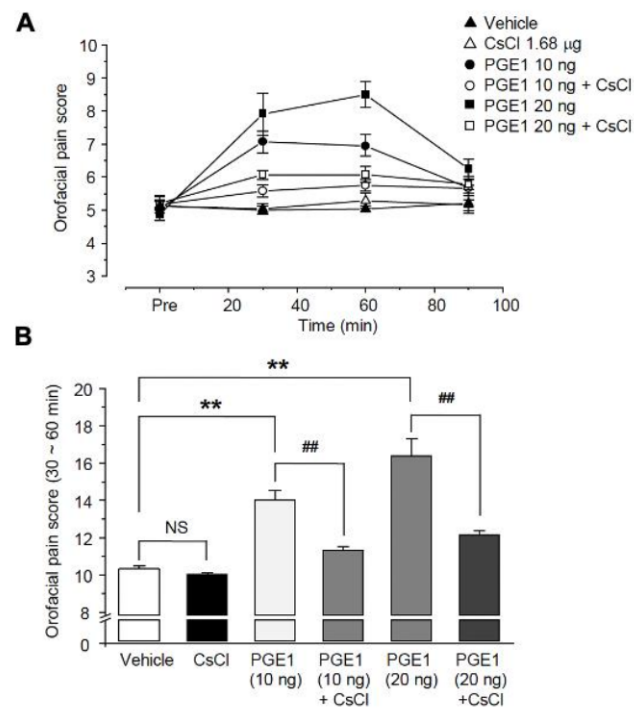 A
Vehicle
CsCl 1.68 μg
PGE1 10 ng
PGE1 10 ng + CsCl
PGE1 20 ng
PGE1 20 ng + CsCl
Orofacial pain score
10
9
8
7
6
5
4
3
Pre
20
40
60
80
100
Time (min)
B
Orofacial pain score (30 ~ 60 min)
20
18
16
14
12
10
8
0
**
**
##
##
NS
Vehicle
CsCl
PGE1
(10 ng)
PGE1
(10 ng)
+ CsCl
PGE1
(20 ng)
PGE1
(20 ng)
+CsCl